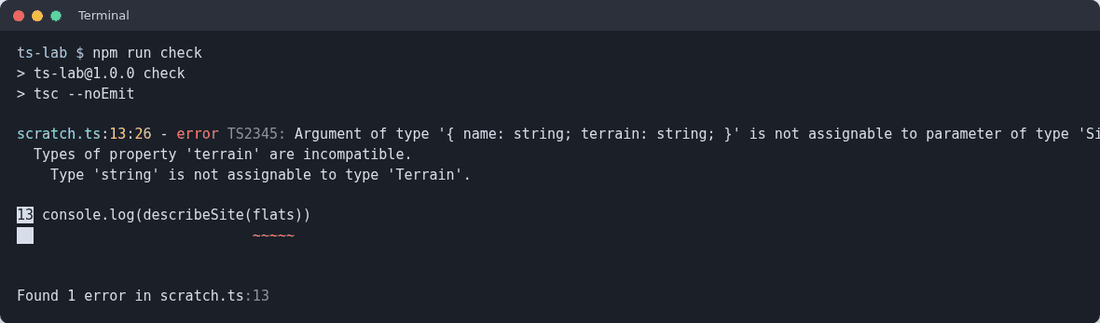 Terminal
ts-lab $ npm run check
> ts-lab@1.0.0 check
> tsc --noEmit
scratch.ts:13:26 - error TS2345: Argument of type '{ name: string; terrain: string; }' is not assignable to parameter of type 'Si
Types of property 'terrain' are incompatible.
Type 'string' is not assignable to type 'Terrain'.
13 console.log(describeSite(flats))
~~~~~
Found 1 error in scratch.ts:13